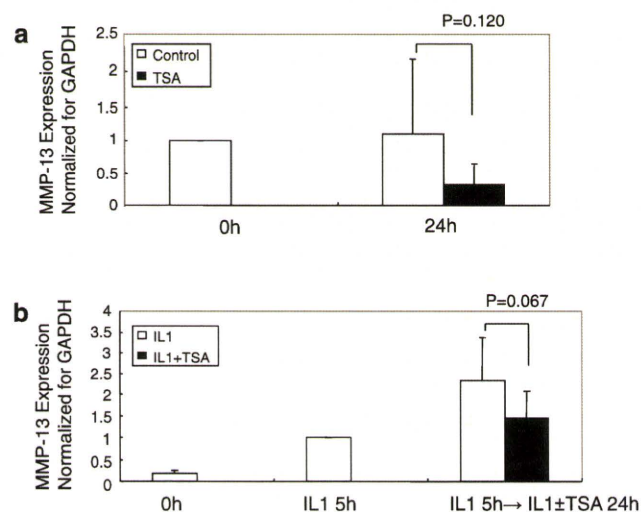 a
P=0.120
MMP-13 Expression
Normalized for GAPDH
2.5
2
1.5
1
0.5
0
Control
TSA
0h
24h
b
P=0.067
MMP-13 Expression
Normalized for GAPDH
4
3.5
3
2.5
2
1.5
1
0.5
0
IL1
IL1+TSA
0h
IL1 5h
IL1 5h→ IL1±TSA 24h